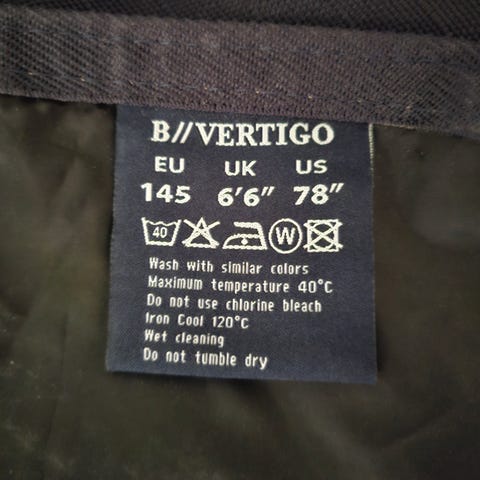 B//VERTIGO
EU UK US
145 6'6" 78"
40 W
Wash with similar colors
Maximum temperature 40°C
Do not use chlorine bleach
Iron Cool 120°C
Wet cleaning
Do not tumble dry